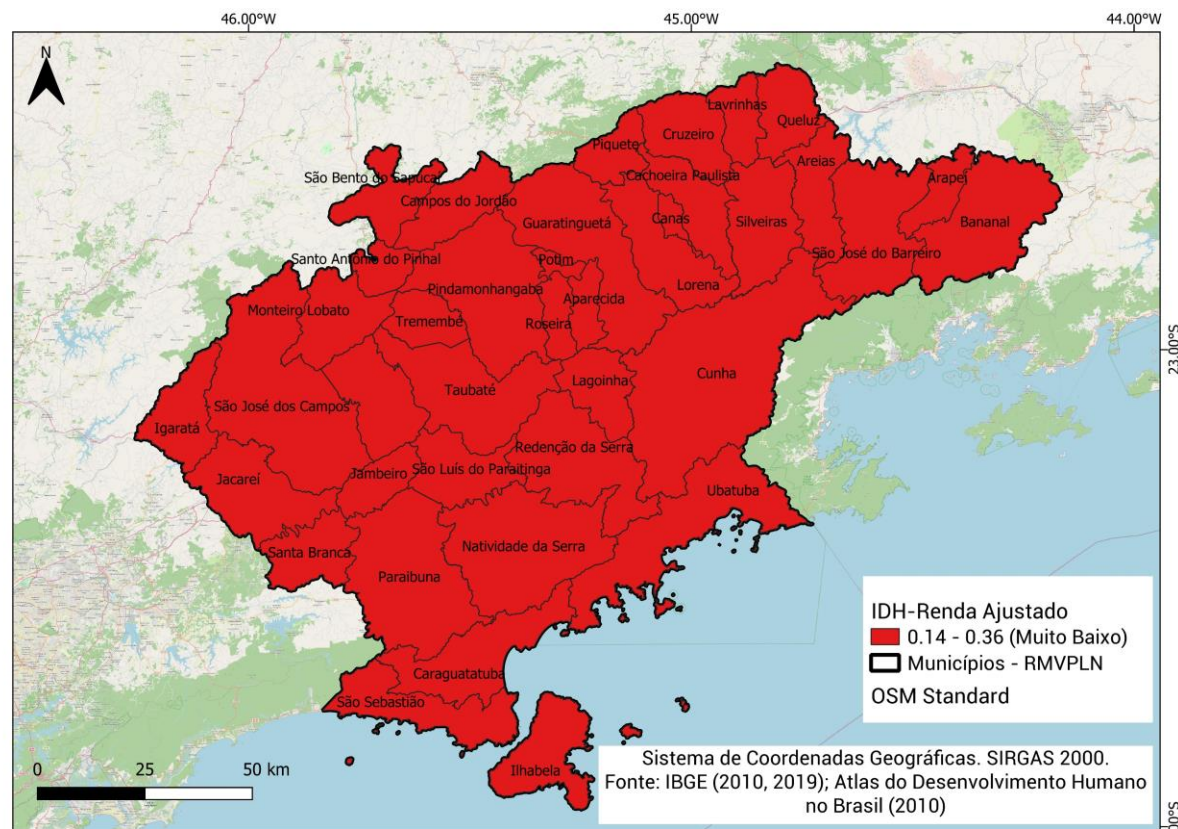 46.00°W
45.00°W
44.00°W
N
Lavrinhas
Queluz
Cruzeiro
Piquete
Areias
São Bento do Sapucaí
Cachoeira Paulista
Arapeí
Campos do Jordão
Guaratinguetá
Canas
Silveiras
Bananal
Santo Antônio do Pinhal
Potim
São José do Barreiro
Pindamonhangaba
Aparecida
Lorena
Monteiro Lobato
Tremembé
Roseira
23.00°S
Cunha
Lagoinha
Taubaté
São José dos Campos
Igaratá
Redenção da Serra
Jacareí
Jambeiro
São Luís do Paraitinga
Ubatuba
Santa Branca
Natividade da Serra
Paraibuna
Caraguatatuba
São Sebastião
Ilhabela
IDH-Renda Ajustado
0.14 - 0.36 (Muito Baixo)
Municípios - RMVPLN
OSM Standard
0 25 50 km
Sistema de Coordenadas Geográficas. SIRGAS 2000.
Fonte: IBGE (2010, 2019); Atlas do Desenvolvimento Humano
no Brasil (2010)